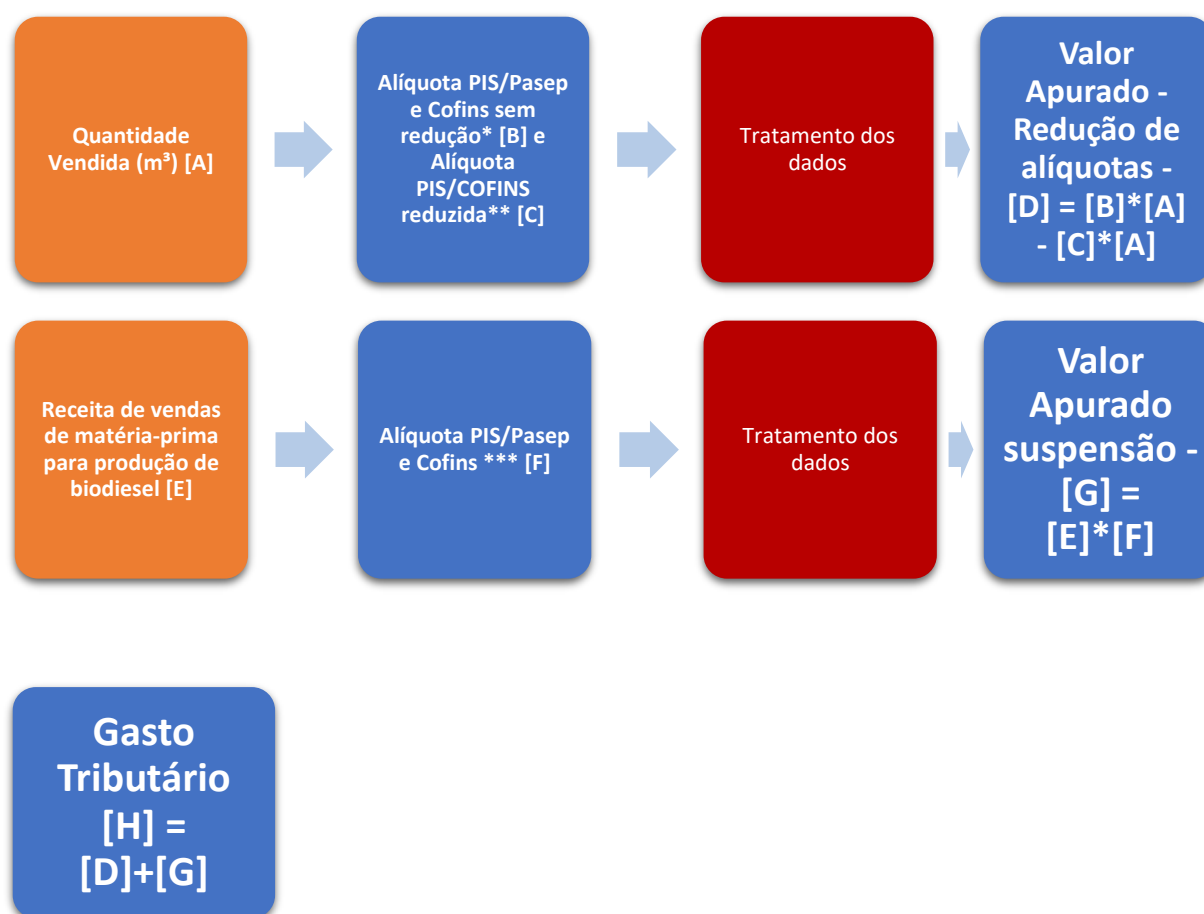 Quantidade
Vendida (m³) [A]
Alíquota PIS/Pasep
e Cofins sem
redução* [B] e
Alíquota
PIS/COFINS
reduzida** [C]
Tratamento dos
dados
Valor
Apurado -
Redução de
alíquotas -
[D] = [B]*[A]
- [C]*[A]
Receita de vendas
de matéria-prima
para produção de
biodiesel [E]
Alíquota PIS/Pasep
e Cofins *** [F]
Tratamento dos
dados
Valor
Apurado
suspensão -
[G] =
[E]*[F]
Gasto
Tributário
[H] =
[D]+[G]